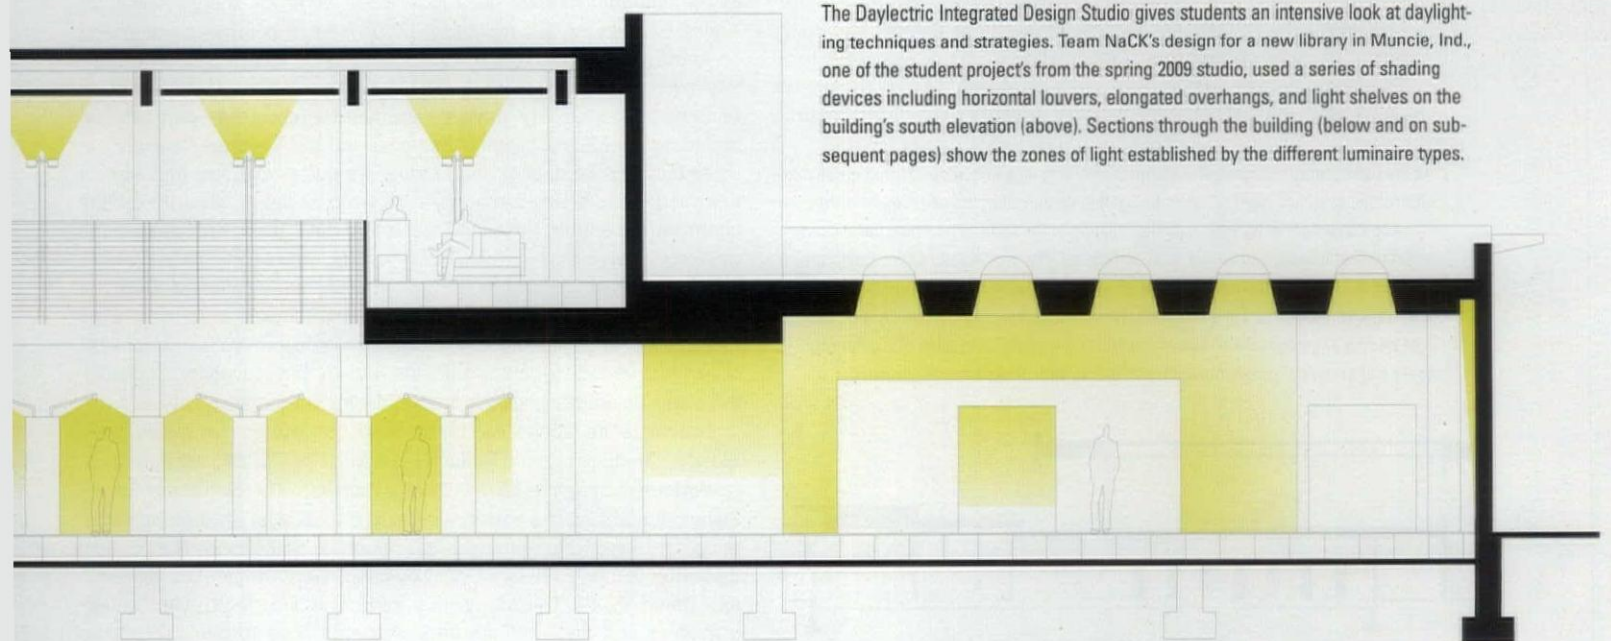 The Daylectric Integrated Design Studio gives students an intensive look at daylight-
ing techniques and strategies. Team NaCK's design for a new library in Muncie, Ind.,
one of the student project's from the spring 2009 studio, used a series of shading
devices including horizontal louvers, elongated overhangs, and light shelves on the
building's south elevation (above). Sections through the building (below and on sub-
sequent pages) show the zones of light established by the different luminaire types.